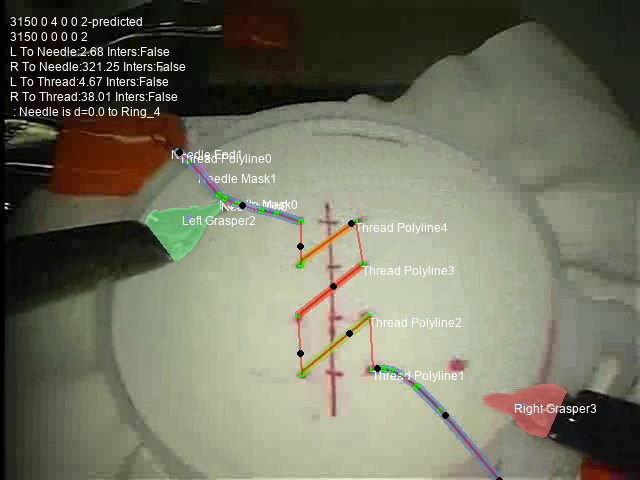 3150 0 4 0 0 2-predicted
3150 0 0 0 0 2
L To Needle:2.68 Inters:False
R To Needle:321.25 Inters:False
L To Thread:4.67 Inters:False
R To Thread:38.01 Inters:False
: Needle is d=0.0 to Ring_4
Needle End1
Thread Polyline0
Needle Mask1
Needle Mask0
Left Grasper2
Thread Polyline4
Thread Polyline3
Thread Polyline2
Thread Polyline1
Right Grasper3